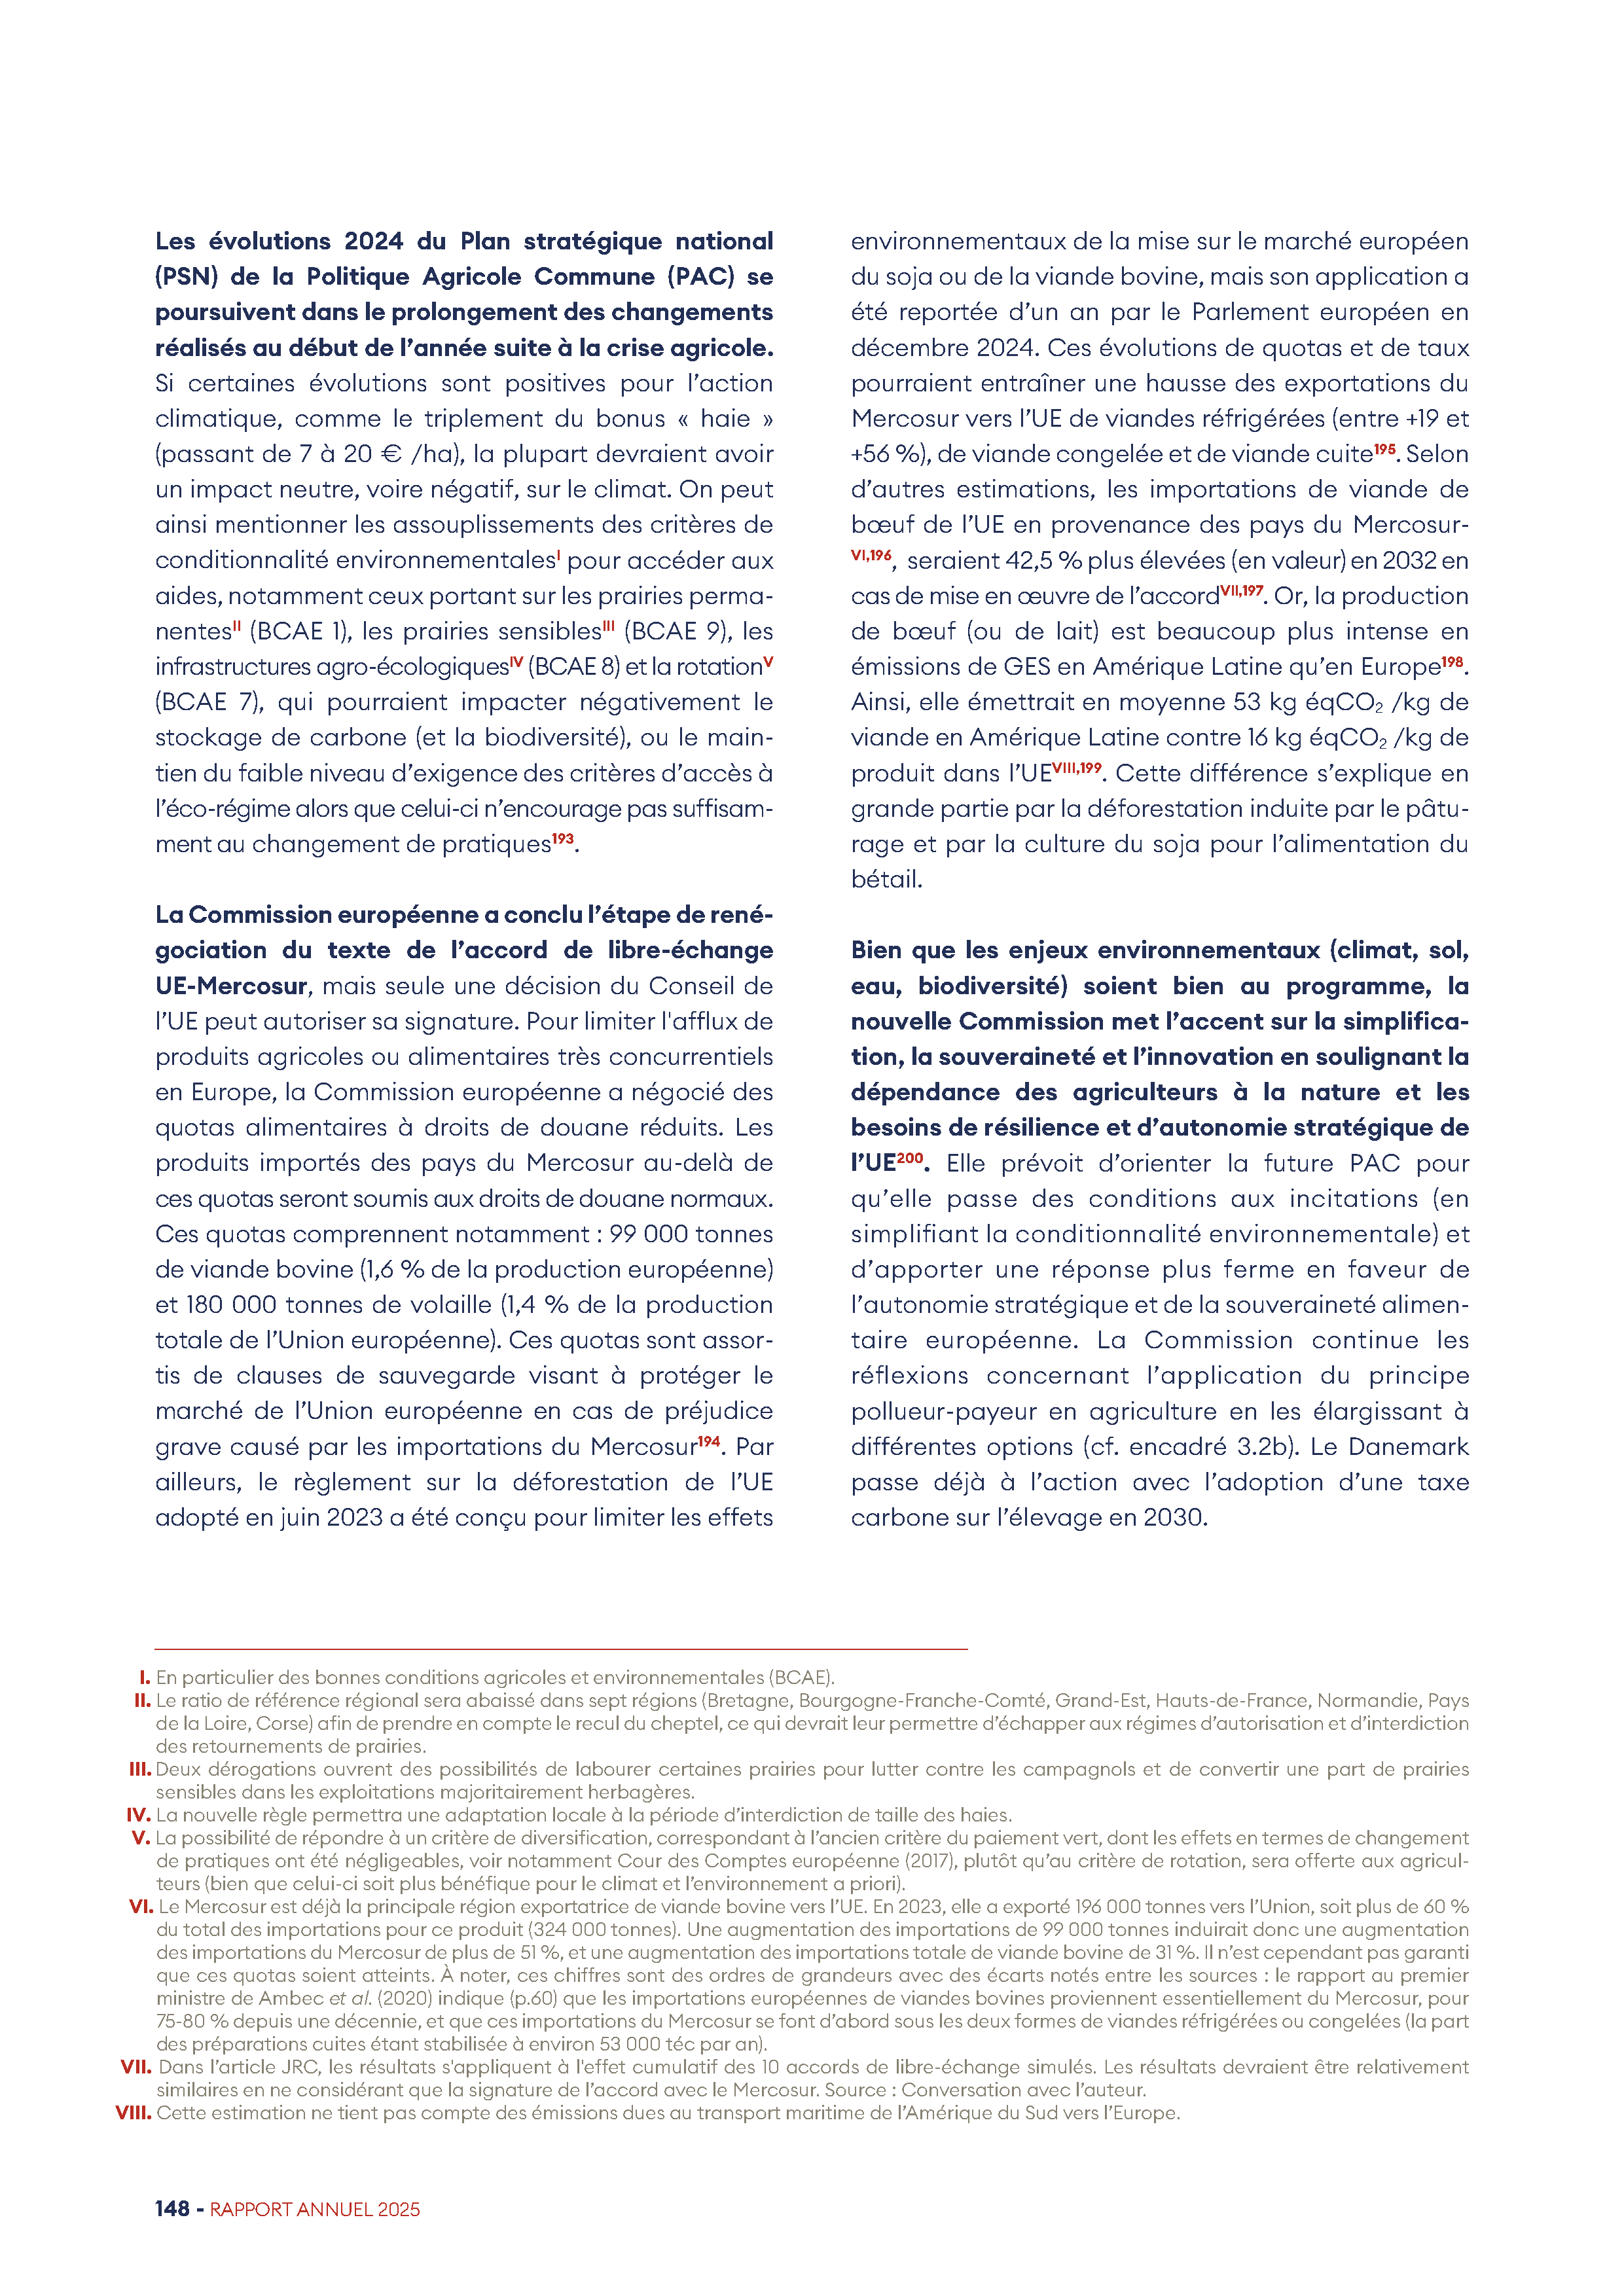 Les évolutions 2024 du Plan stratégique national
(PSN) de la Politique Agricole Commune (PAC) se
poursuivent dans le prolongement des changements
réalisés au début de l’année suite à la crise agricole.
Si certaines évolutions sont positives pour l’action
climatique, comme le triplement du bonus « haie »
(passant de 7 à 20 € /ha), la plupart devraient avoir
un impact neutre, voire négatif, sur le climat. On peut
ainsi mentionner les assouplissements des critères de
conditionnalité environnementalesI pour accéder aux
aides, notamment ceux portant sur les prairies perma-
nentesII (BCAE 1), les prairies sensiblesIII (BCAE 9), les
infrastructures agro-écologiquesIV (BCAE 8) et la rotationV
(BCAE 7), qui pourraient impacter négativement le
stockage de carbone (et la biodiversité), ou le main-
tien du faible niveau d’exigence des critères d’accès à
l’éco-régime alors que celui-ci n’encourage pas suffisam-
ment au changement de pratiques193.
La Commission européenne a conclu l’étape de rené-
gociation du texte de l’accord de libre-échange
UE-Mercosur, mais seule une décision du Conseil de
l’UE peut autoriser sa signature. Pour limiter l'afflux de
produits agricoles ou alimentaires très concurrentiels
en Europe, la Commission européenne a négocié des
quotas alimentaires à droits de douane réduits. Les
produits importés des pays du Mercosur au-delà de
ces quotas seront soumis aux droits de douane normaux.
Ces quotas comprennent notamment : 99 000 tonnes
de viande bovine (1,6 % de la production européenne)
et 180 000 tonnes de volaille (1,4 % de la production
totale de l’Union européenne). Ces quotas sont assor-
tis de clauses de sauvegarde visant à protéger le
marché de l’Union européenne en cas de préjudice
grave causé par les importations du Mercosur194. Par
ailleurs, le règlement sur la déforestation de l’UE
adopté en juin 2023 a été conçu pour limiter les effets
environnementaux de la mise sur le marché européen
du soja ou de la viande bovine, mais son application a
été reportée d’un an par le Parlement européen en
décembre 2024. Ces évolutions de quotas et de taux
pourraient entraîner une hausse des exportations du
Mercosur vers l’UE de viandes réfrigérées (entre +19 et
+56 %), de viande congelée et de viande cuite195. Selon
d’autres estimations, les importations de viande de
bœuf de l’UE en provenance des pays du Mercosur-
VI,196, seraient 42,5 % plus élevées (en valeur) en 2032 en
cas de mise en œuvre de l’accordVII,197. Or, la production
de bœuf (ou de lait) est beaucoup plus intense en
émissions de GES en Amérique Latine qu’en Europe198.
Ainsi, elle émettrait en moyenne 53 kg éqCO₂ /kg de
viande en Amérique Latine contre 16 kg éqCO₂ /kg de
produit dans l’UEVIII,199. Cette différence s’explique en
grande partie par la déforestation induite par le pâtu-
rage et par la culture du soja pour l’alimentation du
bétail.
Bien que les enjeux environnementaux (climat, sol,
eau, biodiversité) soient bien au programme, la
nouvelle Commission met l’accent sur la simplifica-
tion, la souveraineté et l’innovation en soulignant la
dépendance des agriculteurs à la nature et les
besoins de résilience et d’autonomie stratégique de
l’UE200. Elle prévoit d’orienter la future PAC pour
qu’elle passe des conditions aux incitations (en
simplifiant la conditionnalité environnementale) et
d’apporter une réponse plus ferme en faveur de
l’autonomie stratégique et de la souveraineté alimen-
taire européenne. La Commission continue les
réflexions concernant l’application du principe
pollueur-payeur en agriculture en les élargissant à
différentes options (cf. encadré 3.2b). Le Danemark
passe déjà à l’action avec l’adoption d’une taxe
carbone sur l’élevage en 2030.
I. En particulier des bonnes conditions agricoles et environnementales (BCAE).
II. Le ratio de référence régional sera abaissé dans sept régions (Bretagne, Bourgogne-Franche-Comté, Grand-Est, Hauts-de-France, Normandie, Pays
de la Loire, Corse) afin de prendre en compte le recul du cheptel, ce qui devrait leur permettre d’échapper aux régimes d’autorisation et d’interdiction
des retournements de prairies.
III. Deux dérogations ouvrent des possibilités de labourer certaines prairies pour lutter contre les campagnols et de convertir une part de prairies
sensibles dans les exploitations majoritairement herbagères.
IV. La nouvelle règle permettra une adaptation locale à la période d’interdiction de taille des haies.
V. La possibilité de répondre à un critère de diversification, correspondant à l’ancien critère du paiement vert, dont les effets en termes de changement
de pratiques ont été négligeables, voir notamment Cour des Comptes européenne (2017), plutôt qu’au critère de rotation, sera offerte aux agricul-
teurs (bien que celui-ci soit plus bénéfique pour le climat et l’environnement a priori).
VI. Le Mercosur est déjà la principale région exportatrice de viande bovine vers l’UE. En 2023, elle a exporté 196 000 tonnes vers l’Union, soit plus de 60 %
du total des importations pour ce produit (324 000 tonnes). Une augmentation des importations de 99 000 tonnes induirait donc une augmentation
des importations du Mercosur de plus de 51 %, et une augmentation des importations totale de viande bovine de 31 %. Il n’est cependant pas garanti
que ces quotas soient atteints. À noter, ces chiffres sont des ordres de grandeurs avec des écarts notés entre les sources : le rapport au premier
ministre de Ambec et al. (2020) indique (p.60) que les importations européennes de viandes bovines proviennent essentiellement du Mercosur, pour
75-80 % depuis une décennie, et que ces importations du Mercosur se font d’abord sous les deux formes de viandes réfrigérées ou congelées (la part
des préparations cuites étant stabilisée à environ 53 000 téc par an).
VII. Dans l’article JRC, les résultats s'appliquent à l'effet cumulatif des 10 accords de libre-échange simulés. Les résultats devraient être relativement
similaires en ne considérant que la signature de l’accord avec le Mercosur. Source : Conversation avec l’auteur.
VIII. Cette estimation ne tient pas compte des émissions dues au transport maritime de l’Amérique du Sud vers l’Europe.
148 - RAPPORT ANNUEL 2025